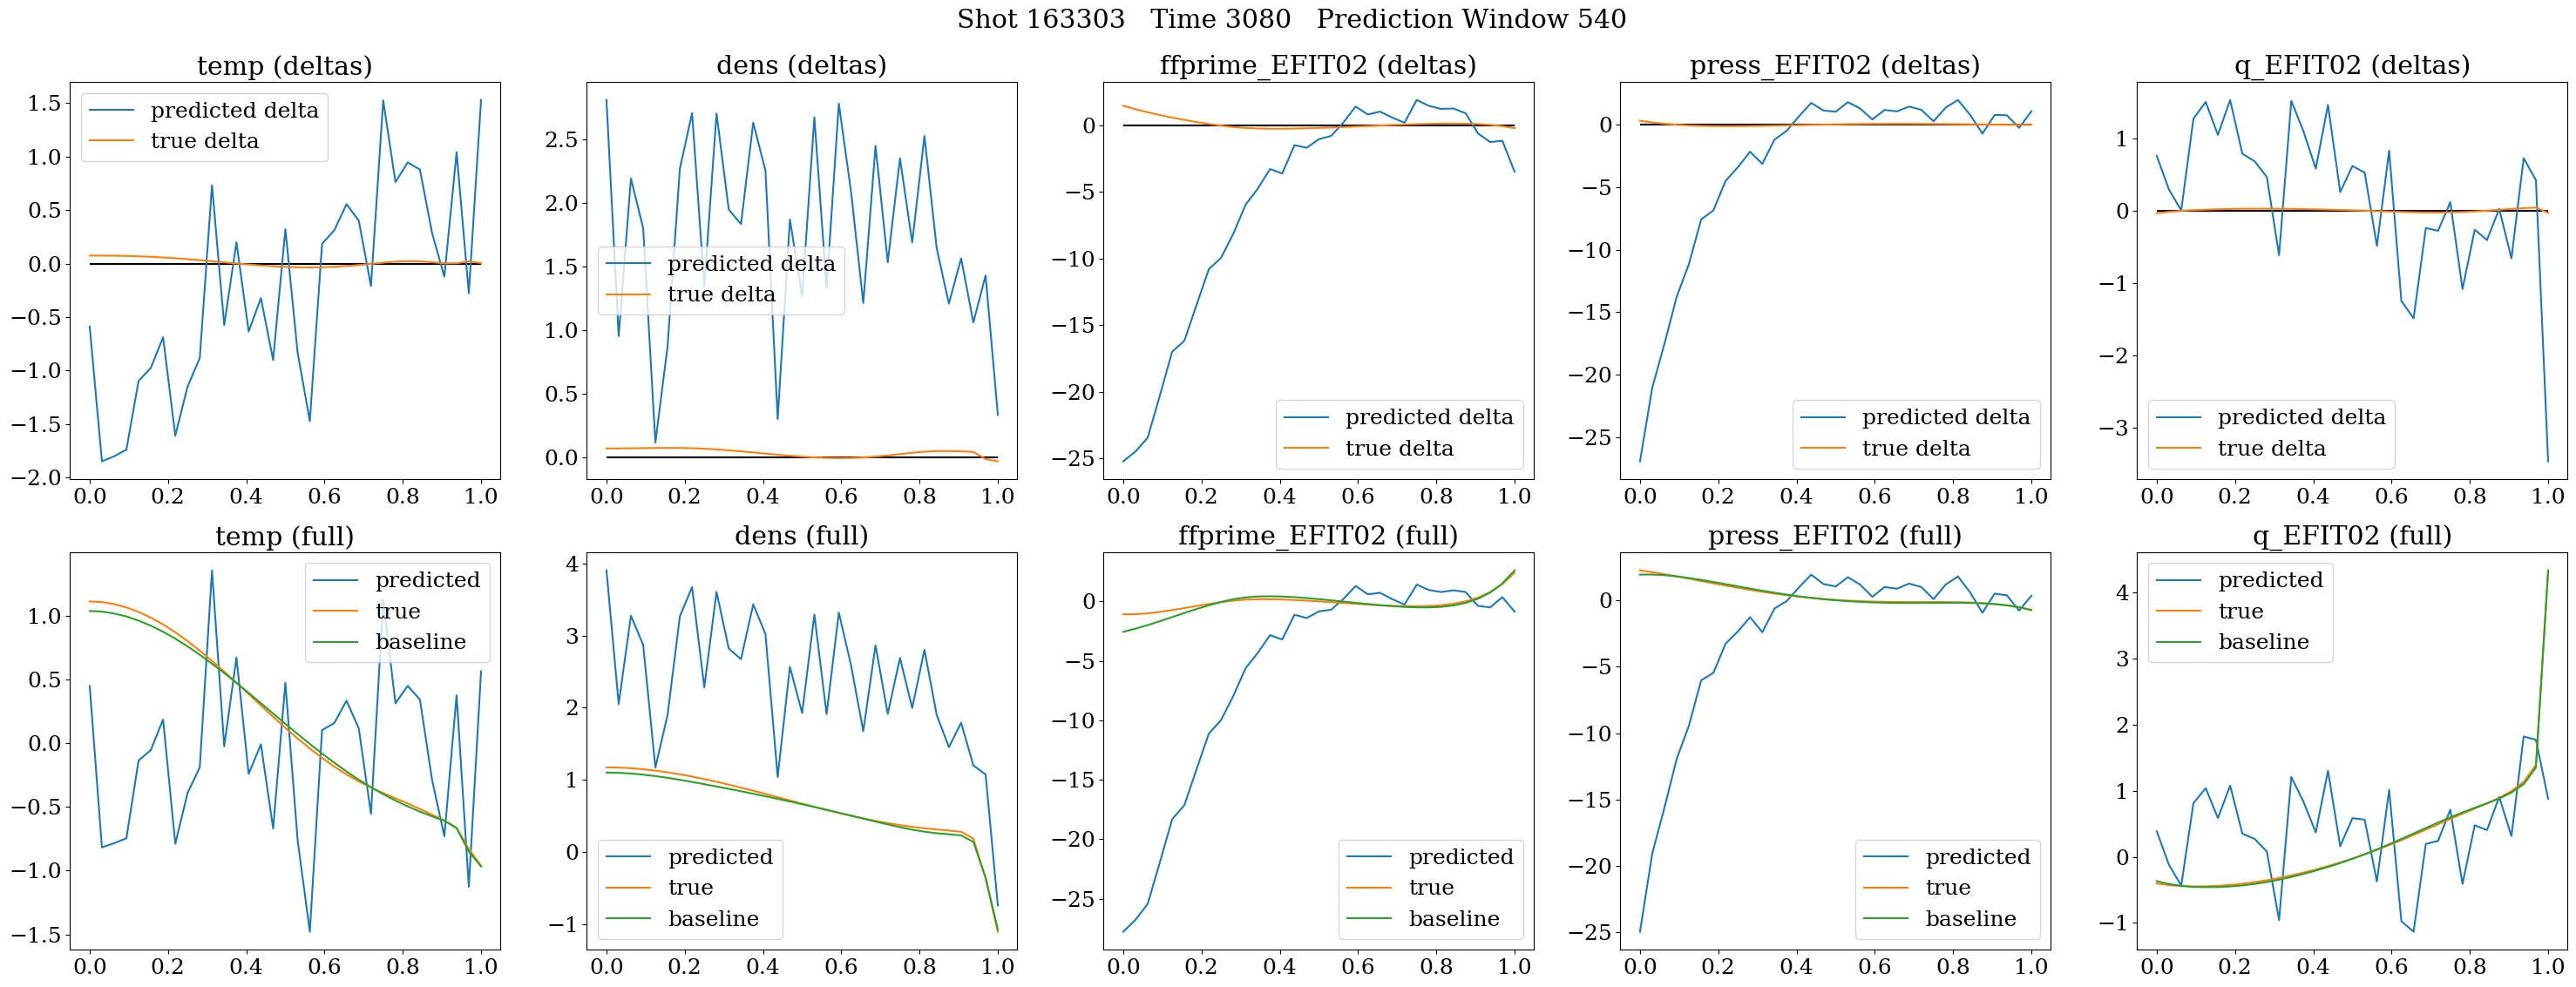 Shot 163303   Time 3080   Prediction Window 540
temp (deltas)
1.5
1.0
0.5
0.0
−0.5
−1.0
−1.5
−2.0
0.0 0.2 0.4 0.6 0.8 1.0
predicted delta
true delta
dens (deltas)
2.5
2.0
1.5
1.0
0.5
0.0
0.0 0.2 0.4 0.6 0.8 1.0
predicted delta
true delta
ffprime_EFIT02 (deltas)
0
−5
−10
−15
−20
−25
0.0 0.2 0.4 0.6 0.8 1.0
predicted delta
true delta
press_EFIT02 (deltas)
0
−5
−10
−15
−20
−25
0.0 0.2 0.4 0.6 0.8 1.0
predicted delta
true delta
q_EFIT02 (deltas)
1
0
−1
−2
−3
0.0 0.2 0.4 0.6 0.8 1.0
predicted delta
true delta
temp (full)
1.0
0.5
0.0
−0.5
−1.0
−1.5
0.0 0.2 0.4 0.6 0.8 1.0
predicted
true
baseline
dens (full)
4
3
2
1
0
−1
0.0 0.2 0.4 0.6 0.8 1.0
predicted
true
baseline
ffprime_EFIT02 (full)
0
−5
−10
−15
−20
−25
0.0 0.2 0.4 0.6 0.8 1.0
predicted
true
baseline
press_EFIT02 (full)
0
−5
−10
−15
−20
−25
0.0 0.2 0.4 0.6 0.8 1.0
predicted
true
baseline
q_EFIT02 (full)
4
3
2
1
0
−1
0.0 0.2 0.4 0.6 0.8 1.0
predicted
true
baseline